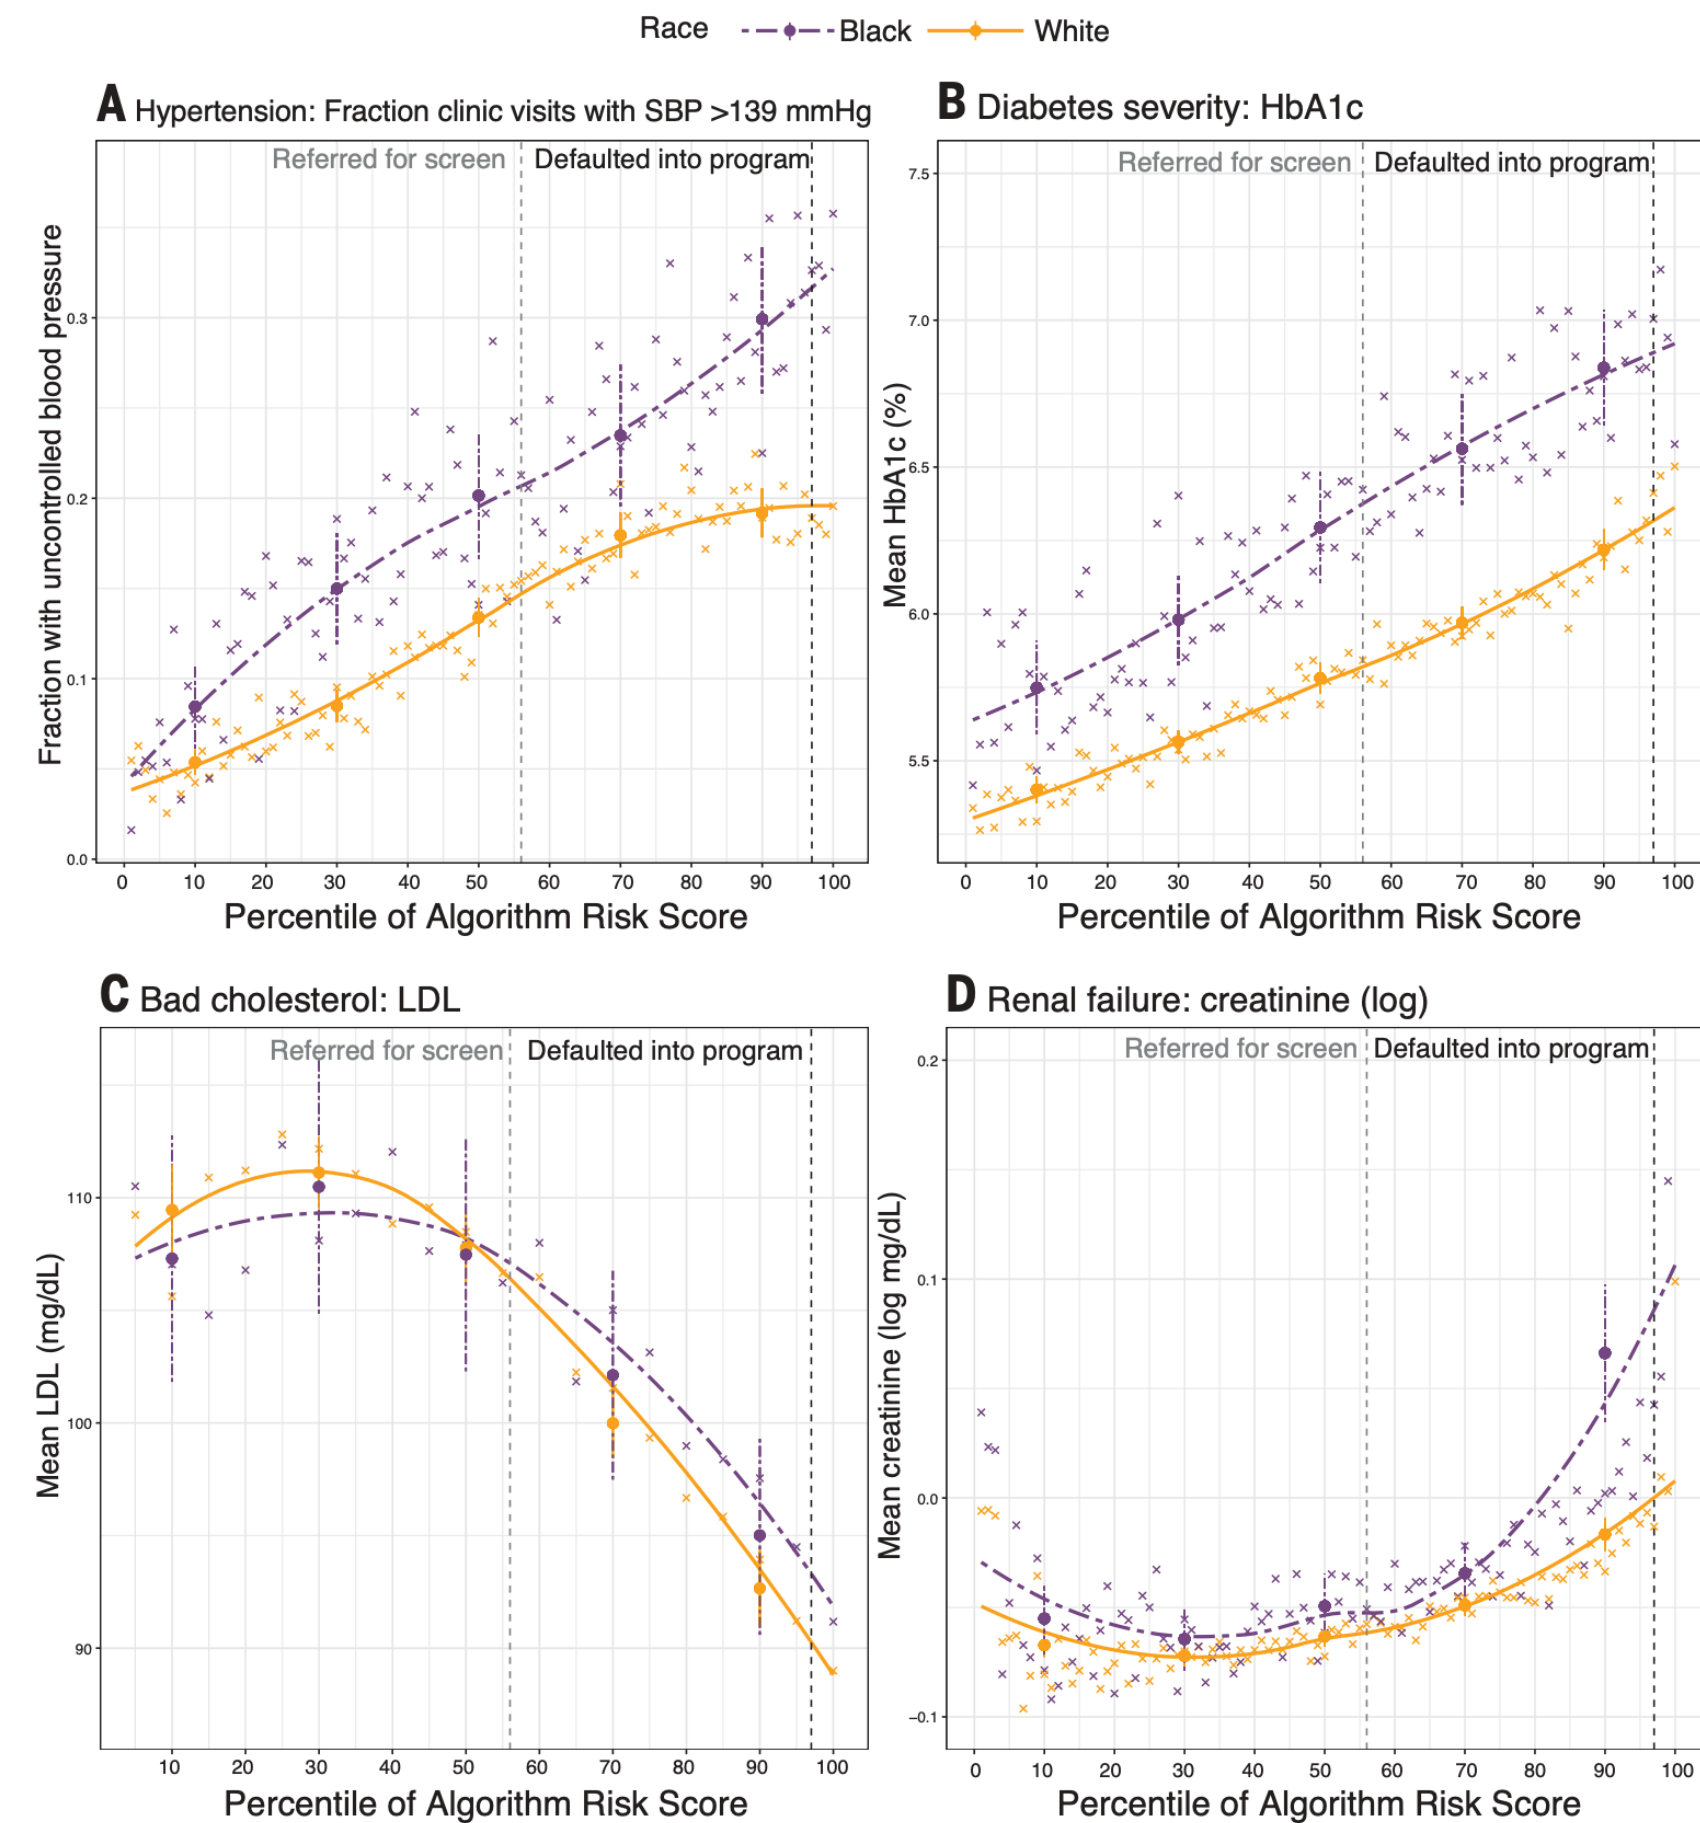 Race Black White
A Hypertension: Fraction clinic visits with SBP >139 mmHg
Referred for screen Defaulted into program
Fraction with uncontrolled blood pressure
0.3
0.2
0.1
0.0
0 10 20 30 40 50 60 70 80 90 100
Percentile of Algorithm Risk Score
B Diabetes severity: HbA1c
Referred for screen Defaulted into program
Mean HbA1c (%)
7.5
7.0
6.5
6.0
5.5
0 10 20 30 40 50 60 70 80 90 100
Percentile of Algorithm Risk Score
C Bad cholesterol: LDL
Referred for screen Defaulted into program
Mean LDL (mg/dL)
110
100
90
10 20 30 40 50 60 70 80 90 100
Percentile of Algorithm Risk Score
D Renal failure: creatinine (log)
Referred for screen Defaulted into program
Mean creatinine (log mg/dL)
0.2
0.1
0.0
−0.1
0 10 20 30 40 50 60 70 80 90 100
Percentile of Algorithm Risk Score